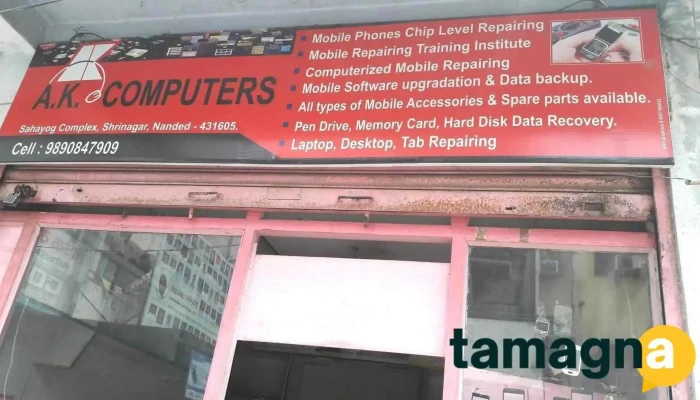 A.K. COMPUTERS
Sahayog Complex, Shrinagar, Nanded - 431605.
Cell : 9890847909
Mobile Phones Chip Level Repairing
Mobile Repairing Training Institute
Computerized Mobile Repairing
Mobile Software upgradation & Data backup.
All types of Mobile Accessories & Spare parts available.
Pen Drive, Memory Card, Hard Disk Data Recovery.
Laptop, Desktop, Tab Repairing
tamagna